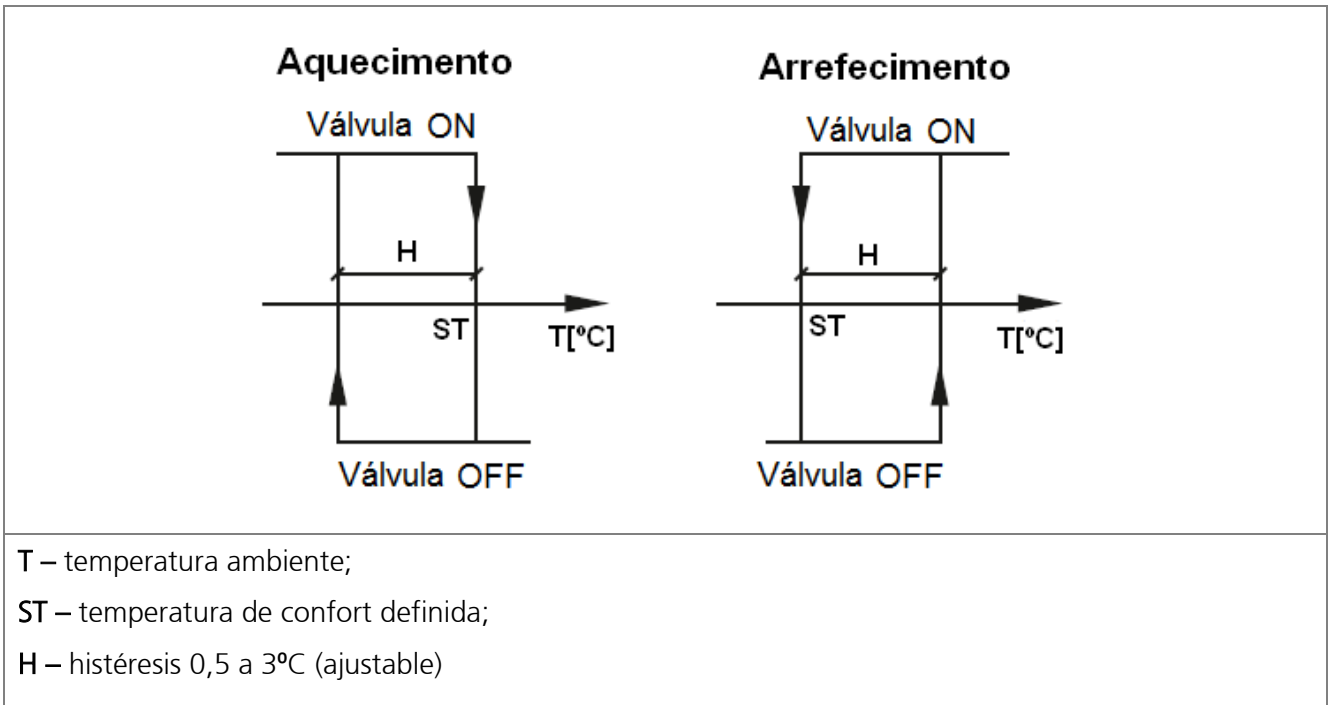 Aquecimento
Arrefecimento
Válvula ON
Válvula ON
H
H
ST
T[ºC]
ST
T[ºC]
Válvula OFF
Válvula OFF
T – temperatura ambiente;
ST – temperatura de confort definida;
H – histéresis 0,5 a 3ºC (ajustable)